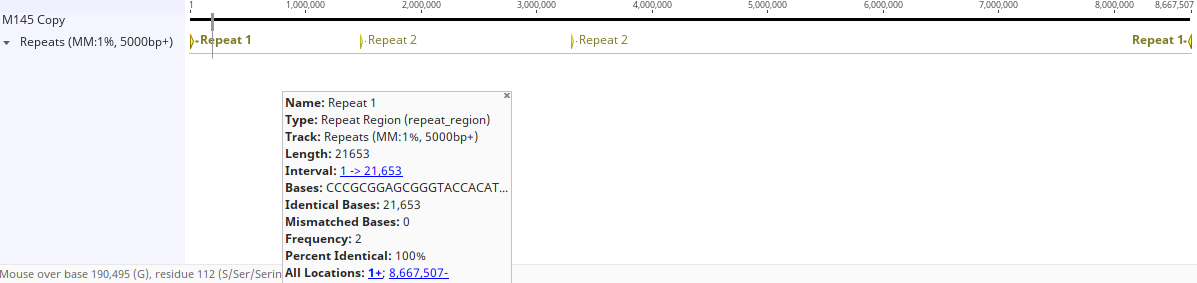 1 1,000,000 2,000,000 3,000,000 4,000,000 5,000,000 6,000,000 7,000,000 8,000,000 8,667,507
M145 Copy
Repeats (MM:1%, 5000bp+) Repeat 1 Repeat 2 Repeat 2 Repeat 1
Name: Repeat 1
Type: Repeat Region (repeat_region)
Track: Repeats (MM:1%, 5000bp+)
Length: 21653
Interval: 1 -> 21,653
Bases: CCCGCGGAGCGGGTACCACAT...
Identical Bases: 21,653
Mismatched Bases: 0
Frequency: 2
Percent Identical: 100%
All Locations: 1+; 8,667,507-
Mouse over base 190,495 (G), residue 112 (S/Ser/Serin